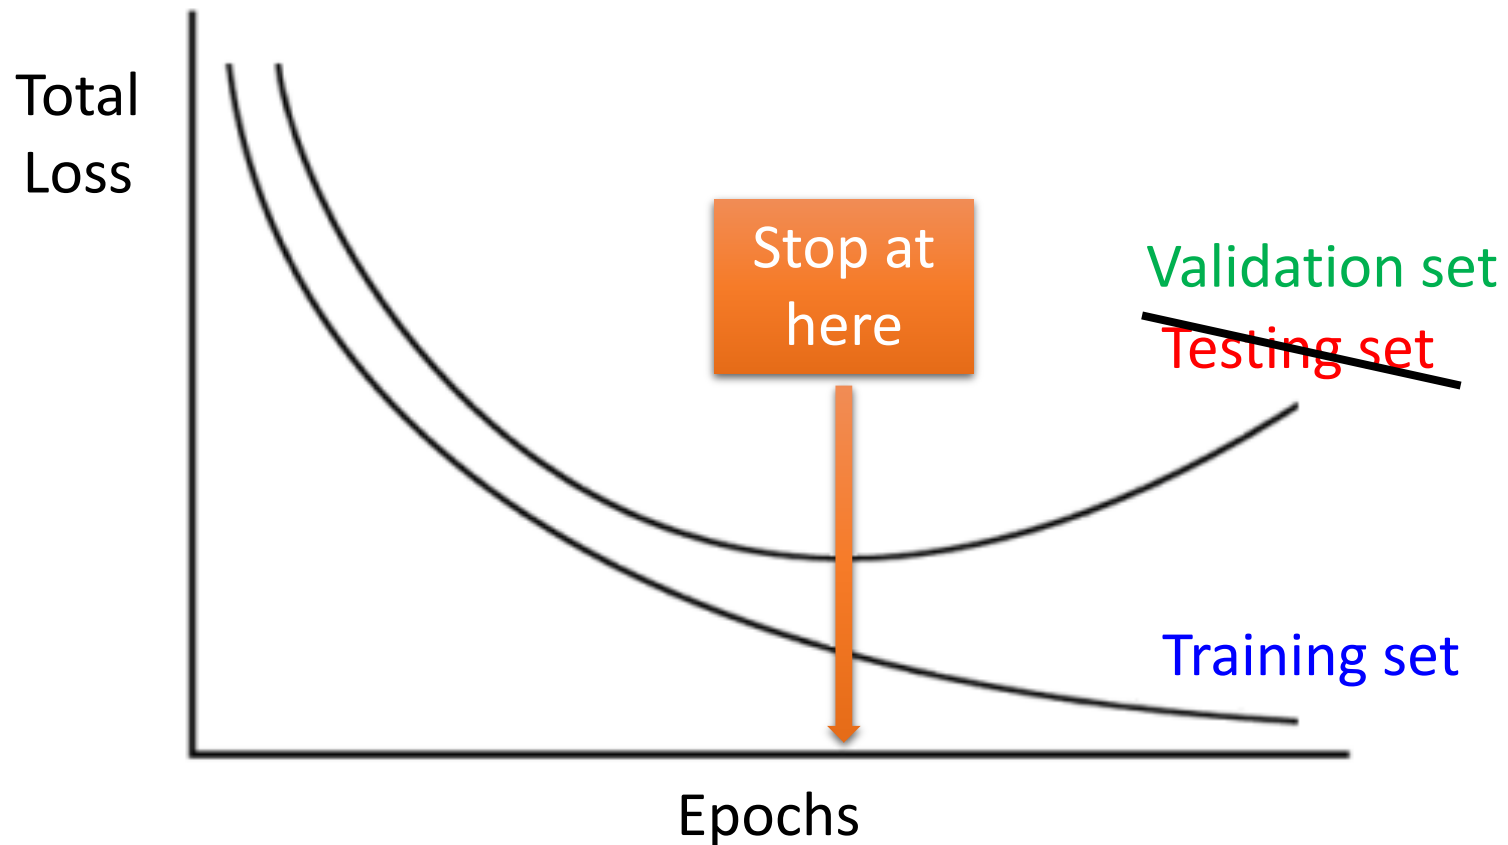 Total
Loss
Stop at
here
Validation set
Testing set
Training set
Epochs